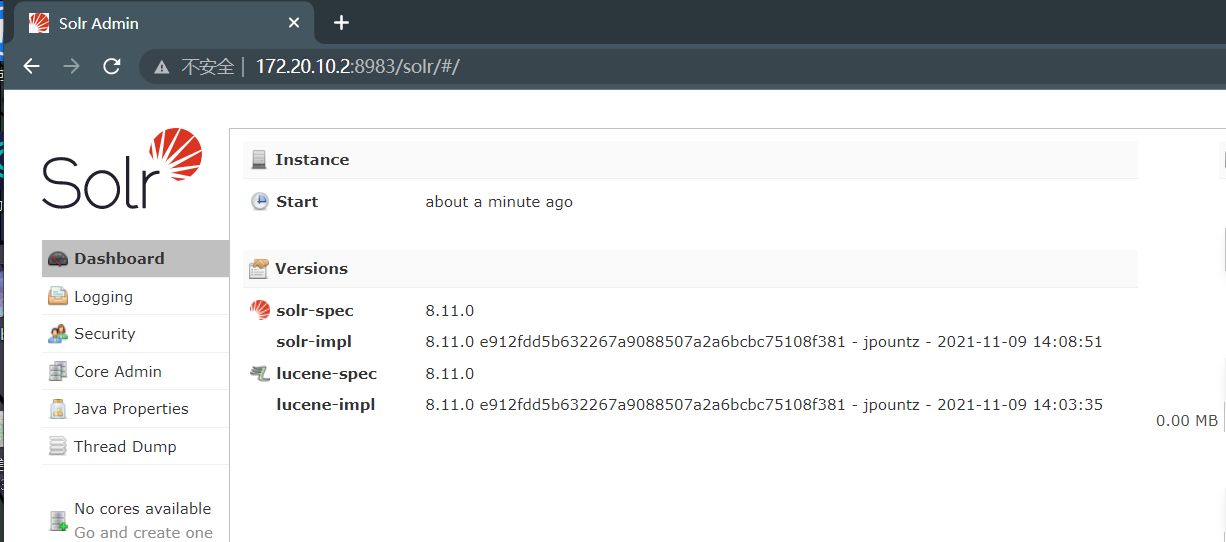 Solr Admin
不安全 172.20.10.2:8983/solr/#/
Solr
Dashboard
Logging
Security
Core Admin
Java Properties
Thread Dump
No cores available
Go and create one
Instance
Start about a minute ago
Versions
solr-spec 8.11.0
solr-impl 8.11.0 e912fdd5b632267a9088507a2a6bcbc75108f381 - jpountz - 2021-11-09 14:08:51
lucene-spec 8.11.0
lucene-impl 8.11.0 e912fdd5b632267a9088507a2a6bcbc75108f381 - jpountz - 2021-11-09 14:03:35
0.00 MB